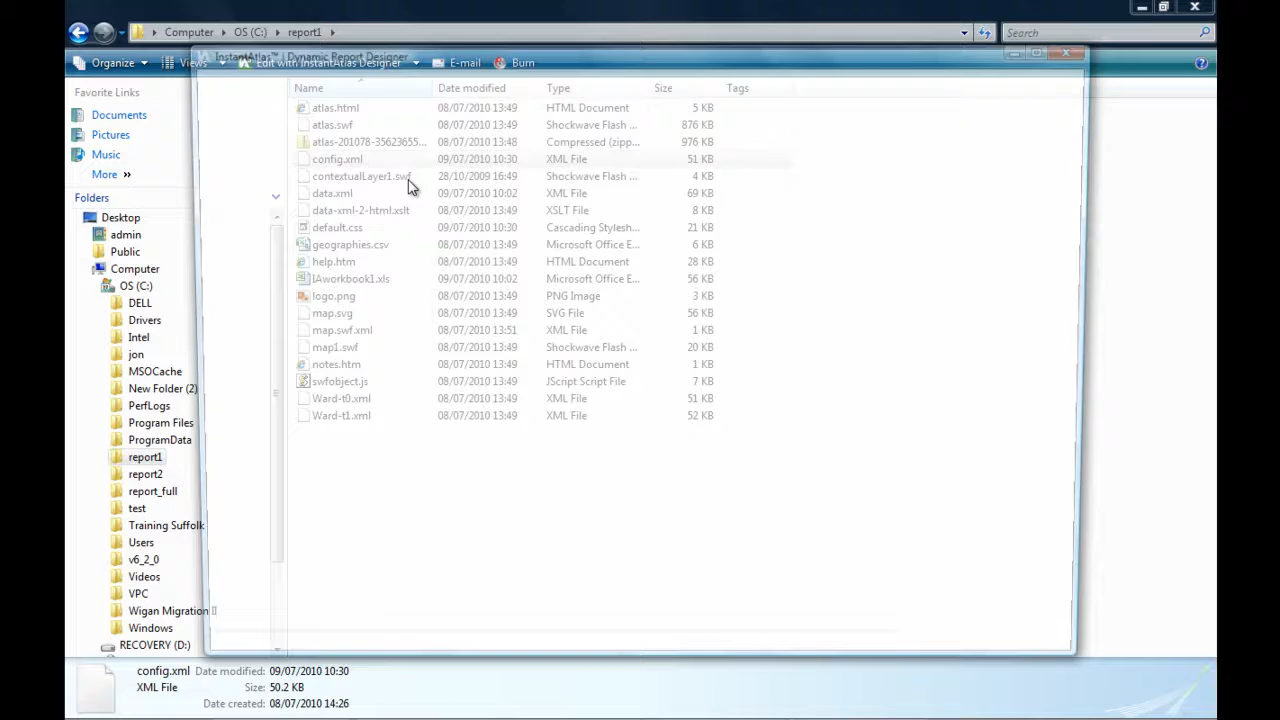 Computer OS (C:) report1 Search
InstantAtlas™ | Dynamic Report Designer
Organize Views Edit with InstantAtlas Designer E-mail Burn
Favorite Links
Documents
Pictures
Music
More »
Folders
Desktop
admin
Public
Computer
OS (C:)
DELL
Drivers
Intel
jon
MSOCache
New Folder (2)
PerfLogs
Program Files
ProgramData
report1
report2
report_full
test
Training Suffolk
Users
v6_2_0
Videos
VPC
Wigan Migration II
Windows
RECOVERY (D:)
Name Date modified Type Size Tags
atlas.html 08/07/2010 13:49 HTML Document 5 KB
atlas.swf 08/07/2010 13:49 Shockwave Flash ... 876 KB
atlas-201078-35623655... 08/07/2010 13:48 Compressed (zipp... 976 KB
config.xml 09/07/2010 10:30 XML File 51 KB
contextualLayer1.swf 28/10/2009 16:49 Shockwave Flash ... 4 KB
data.xml 09/07/2010 10:02 XML File 69 KB
data-xml-2-html.xslt 08/07/2010 13:49 XSLT File 8 KB
default.css 09/07/2010 10:30 Cascading Stylesh... 21 KB
geographies.csv 08/07/2010 13:49 Microsoft Office E... 6 KB
help.htm 08/07/2010 13:49 HTML Document 28 KB
IAworkbook1.xls 09/07/2010 10:02 Microsoft Office E... 56 KB
logo.png 08/07/2010 13:49 PNG Image 3 KB
map.svg 08/07/2010 13:49 SVG File 56 KB
map.swf.xml 08/07/2010 13:51 XML File 1 KB
map1.swf 08/07/2010 13:49 Shockwave Flash ... 20 KB
notes.htm 08/07/2010 13:49 HTML Document 1 KB
swfobject.js 08/07/2010 13:49 JScript Script File 7 KB
Ward-t0.xml 08/07/2010 13:49 XML File 51 KB
Ward-t1.xml 08/07/2010 13:49 XML File 52 KB
config.xml Date modified: 09/07/2010 10:30
XML File Size: 50.2 KB
Date created: 08/07/2010 14:26